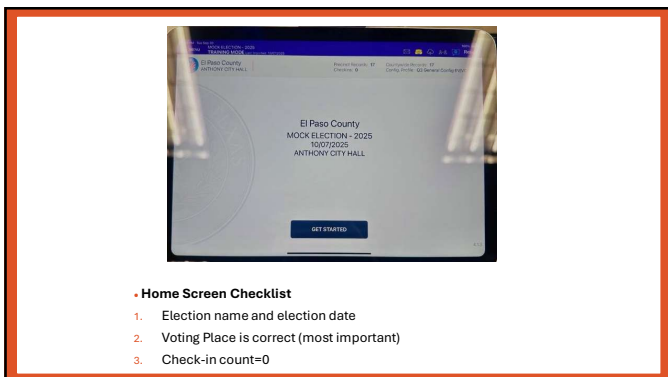 MOCK ELECTION - 2025
TRAINING MODE
El Paso County
ANTHONY CITY HALL
Precinct Records: 17
Checkins: 0
El Paso County
MOCK ELECTION - 2025
10/07/2025
ANTHONY CITY HALL
GET STARTED
• Home Screen Checklist
1. Election name and election date
2. Voting Place is correct (most important)
3. Check-in count=0